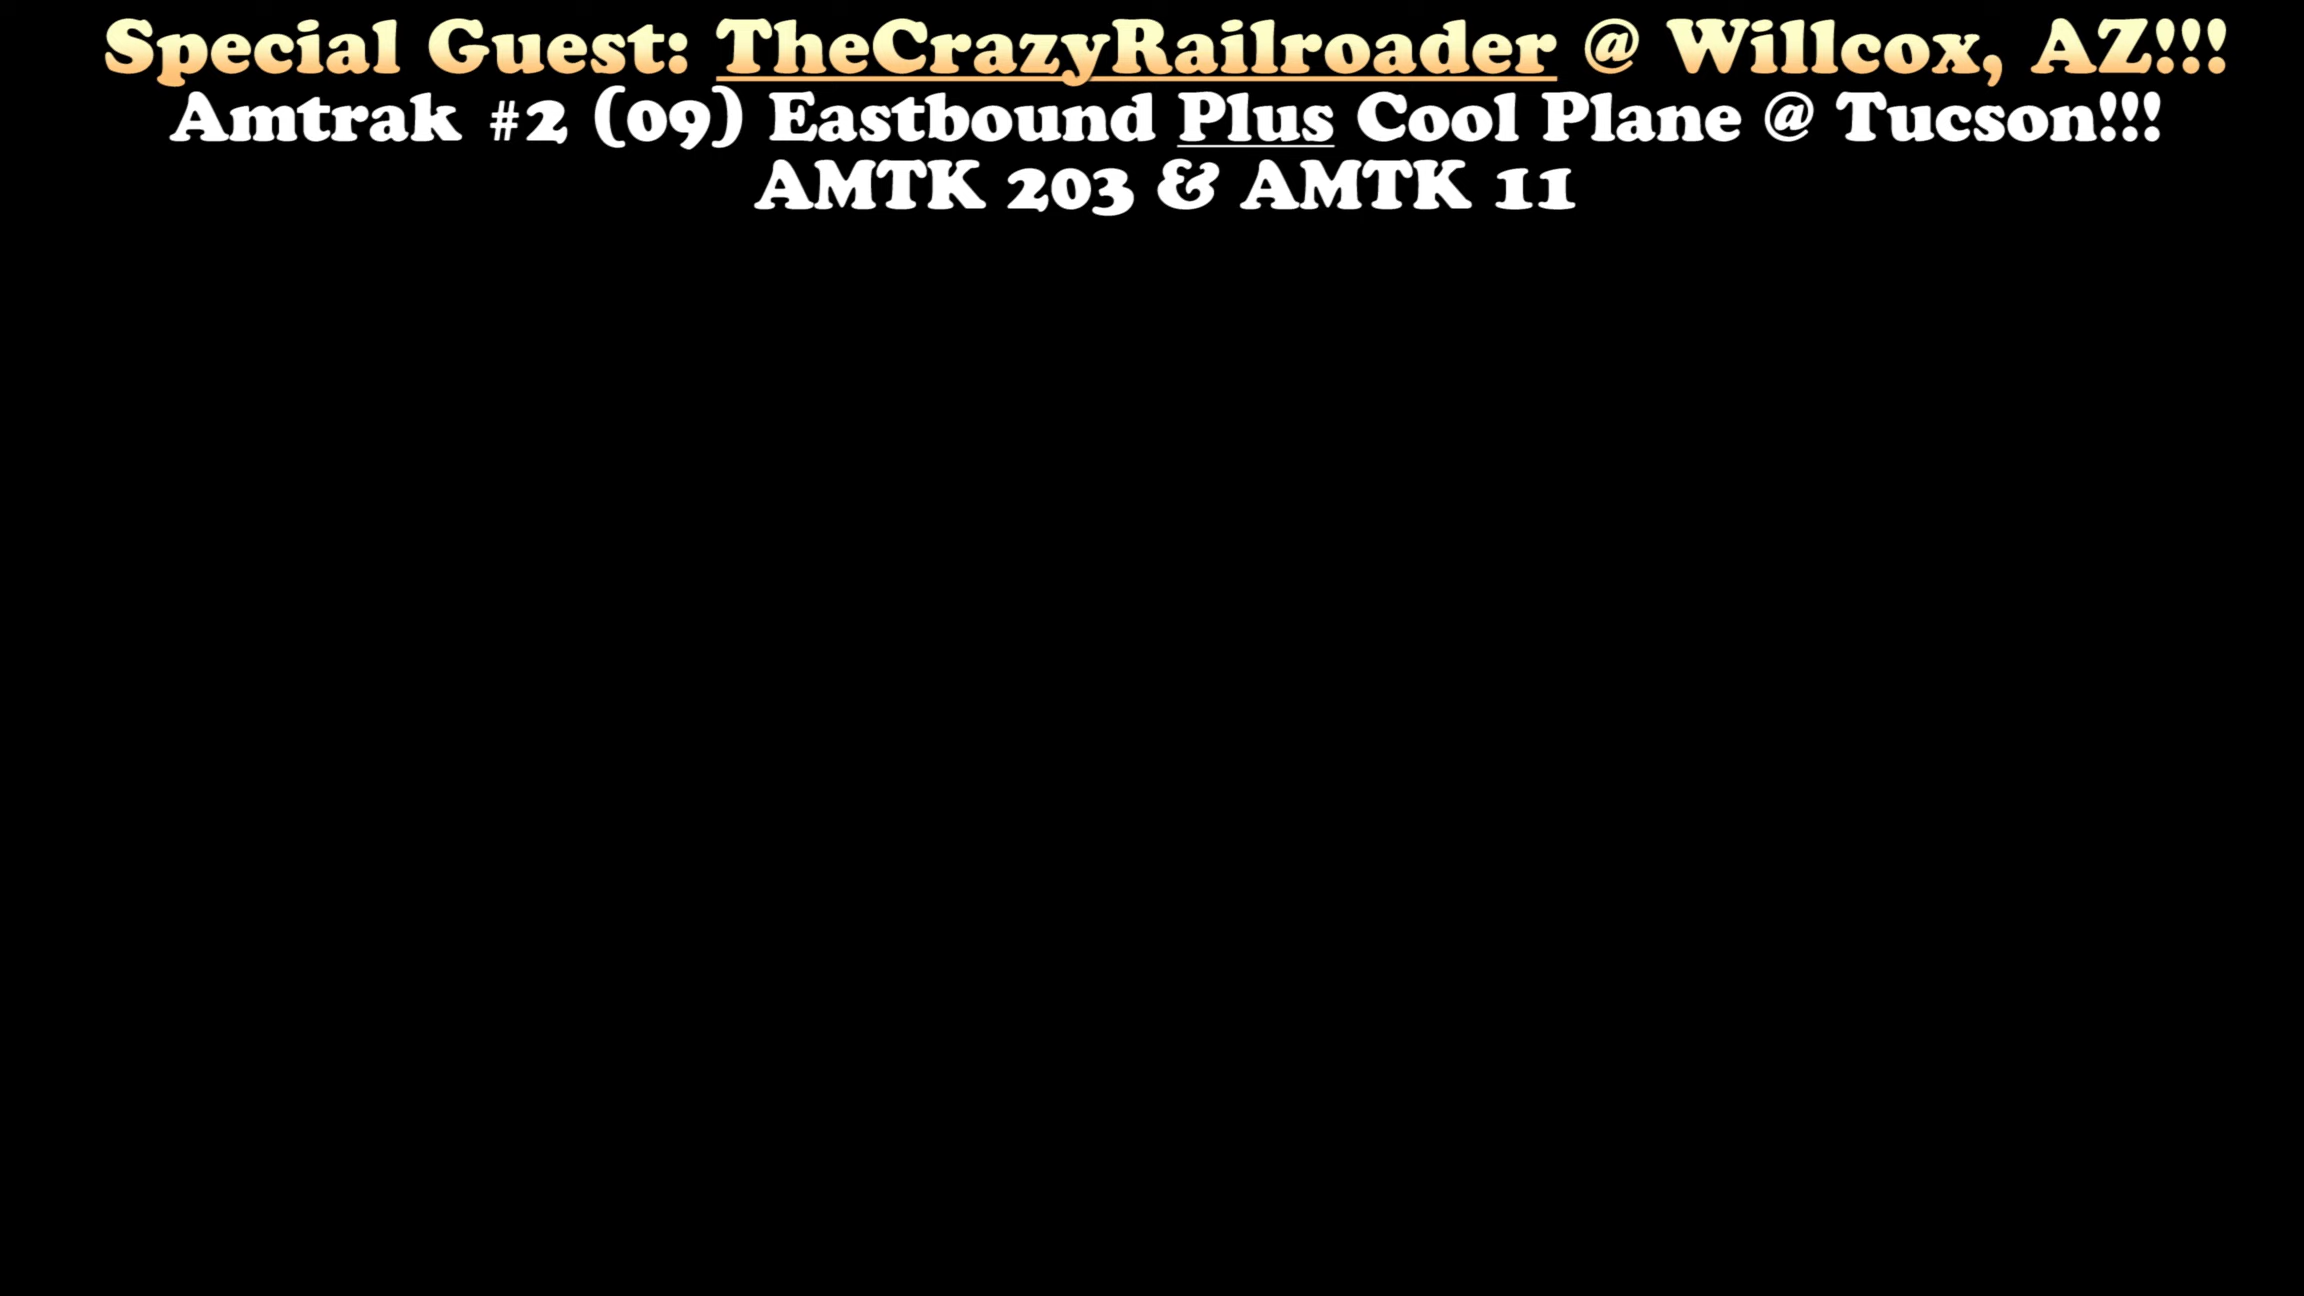 Special Guest: TheCrazyRailroader @ Willcox, AZ!!!
Amtrak #2 (09) Eastbound Plus Cool Plane @ Tucson!!!
AMTK 203 & AMTK 11